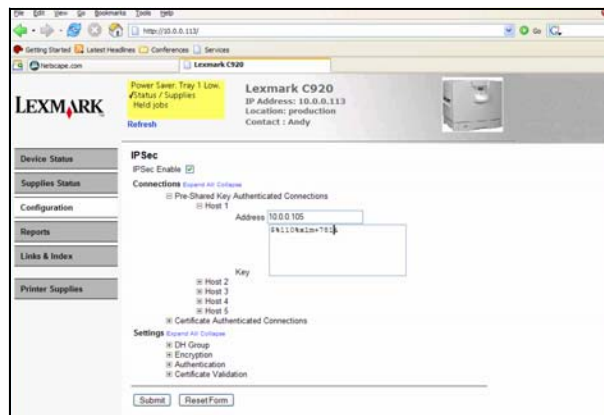 File Edit View Go Bookmarks Tools Help
http://10.0.0.113/
Go
Getting Started Latest Headlines Conferences Services
Netscape.com Lexmark C920
LEXMARK
Power Saver. Tray 1 Low.
Status / Supplies
Held jobs
Refresh
Lexmark C920
IP Address: 10.0.0.113
Location: production
Contact : Andy
Device Status
Supplies Status
Configuration
Reports
Links & Index
Printer Supplies
IPSec
IPSec Enable
Connections Expand All Collapse
Pre-Shared Key Authenticated Connections
Host 1
Address 10.0.0.105
Key
Host 2
Host 3
Host 4
Host 5
Certificate Authenticated Connections
Settings Expand All Collapse
DH Group
Encryption
Authentication
Certificate Validation
Submit Reset Form